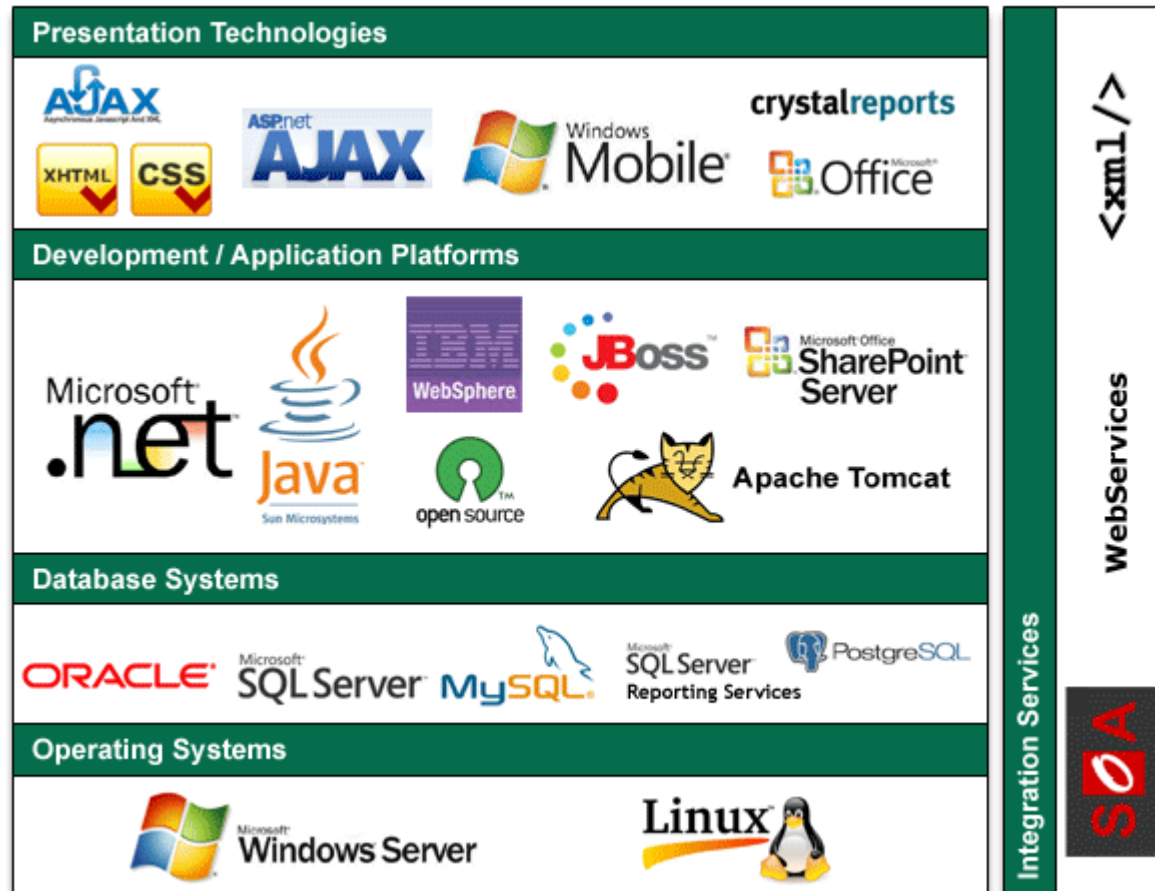 Presentation Technologies
AJAX
Asynchronous Javascript And XML
XHTML
CSS
ASP.net
AJAX
Windows
Mobile
crystalreports
Microsoft
Office
Development / Application Platforms
Microsoft
.net
Java
Sun Microsystems
IBM
WebSphere
open source
TM
JBoss
Microsoft Office
SharePoint
Server
Apache Tomcat
Database Systems
ORACLE
Microsoft
SQL Server
MySQL
Microsoft
SQL Server
Reporting Services
PostgreSQL
Operating Systems
Microsoft
Windows Server
Linux
Integration Services
<xml/>
WebServices
SOA